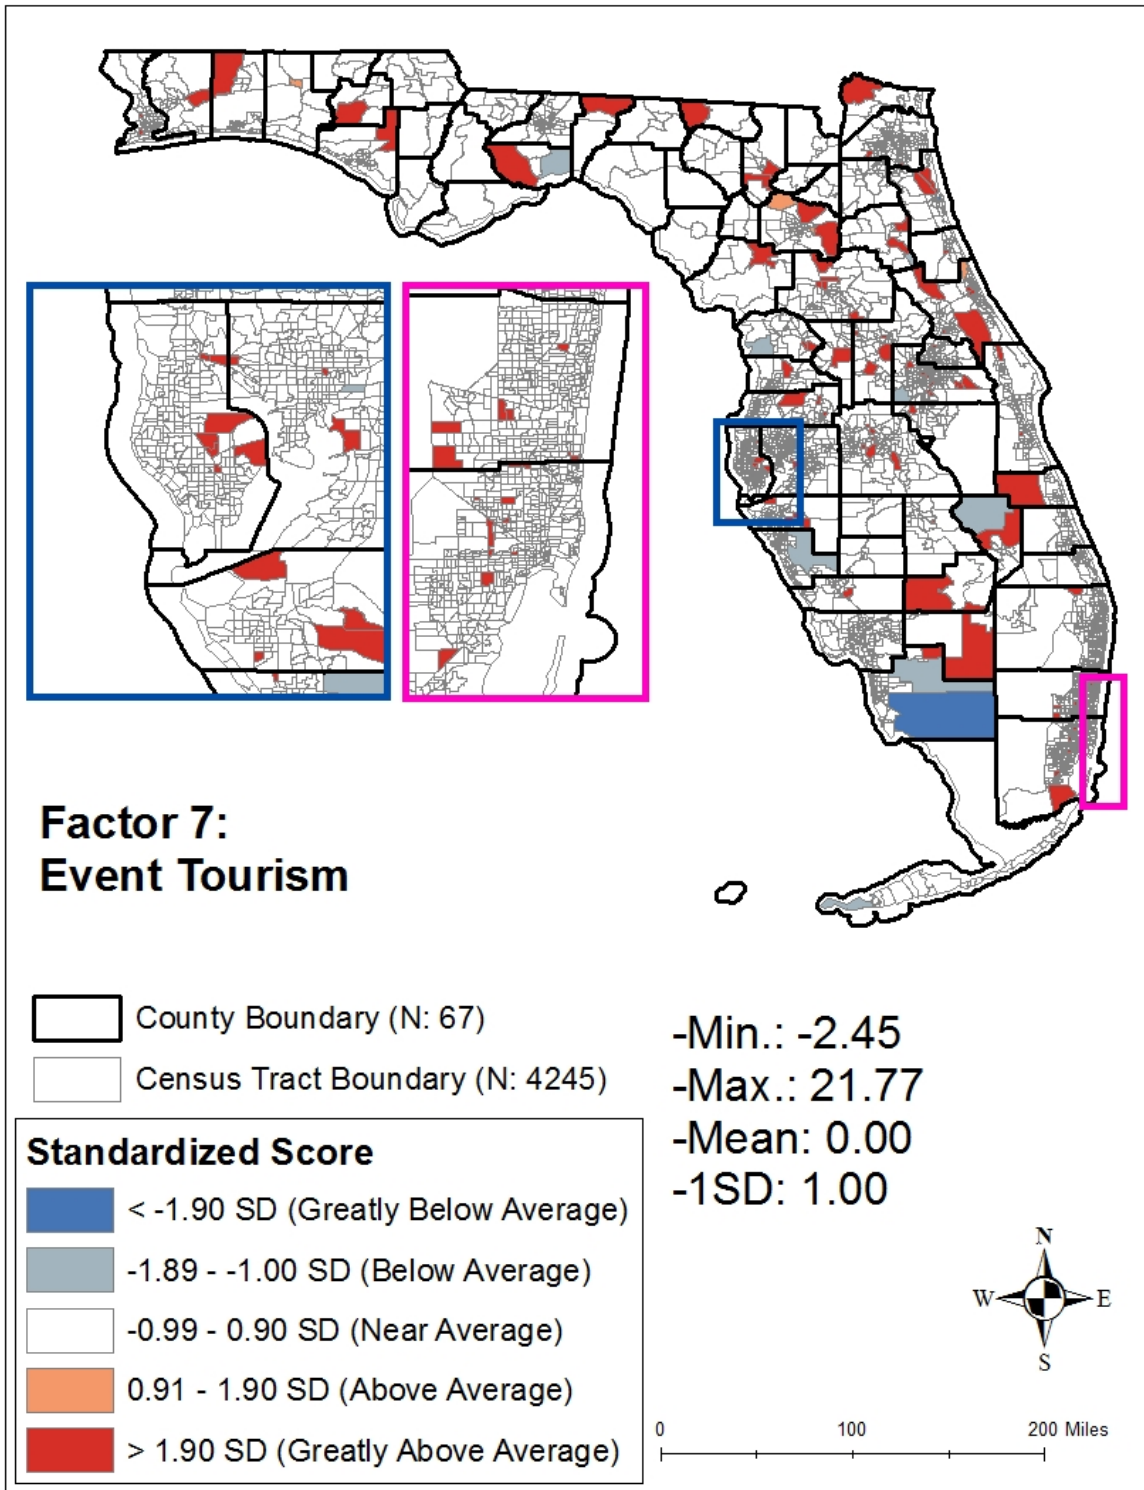 Factor 7:
Event Tourism
County Boundary (N: 67)
Census Tract Boundary (N: 4245)
-Min.: -2.45
-Max.: 21.77
-Mean: 0.00
-1SD: 1.00
Standardized Score
< -1.90 SD (Greatly Below Average)
-1.89 - -1.00 SD (Below Average)
-0.99 - 0.90 SD (Near Average)
0.91 - 1.90 SD (Above Average)
> 1.90 SD (Greatly Above Average)
N
W E
S
0 100 200 Miles